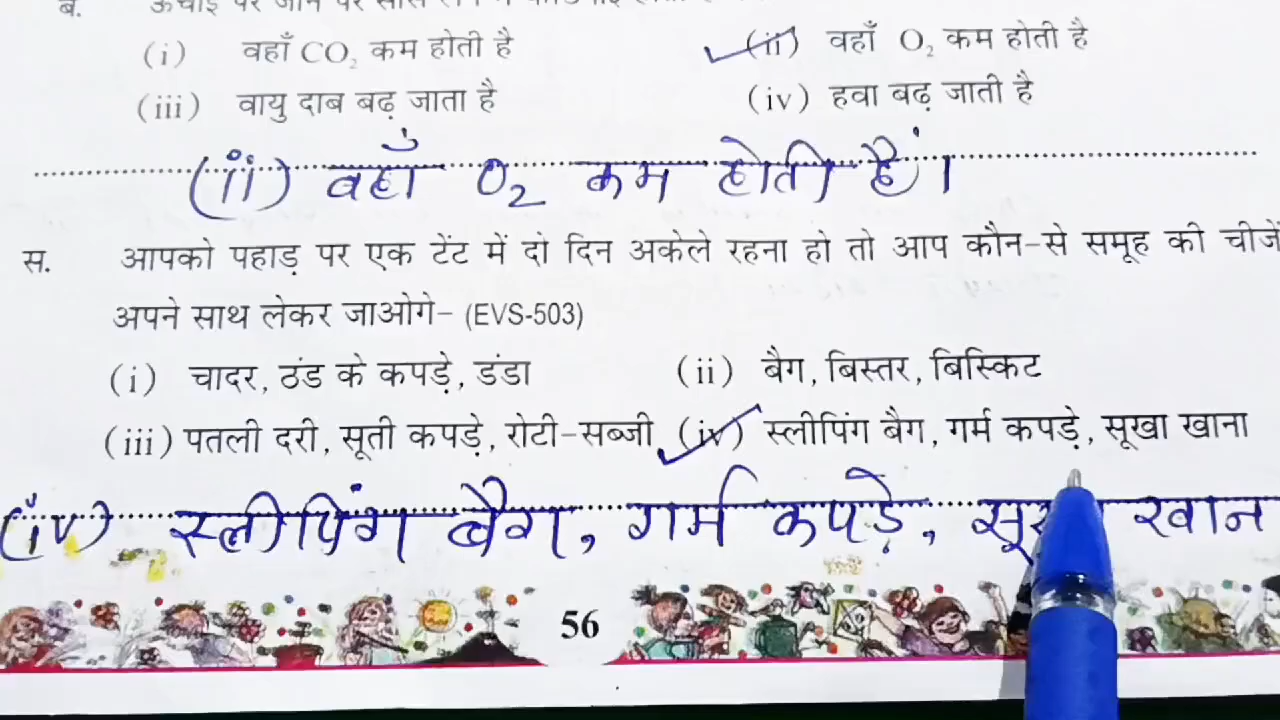 ब. ऊँचाई पर जाने पर साँस लेने में
(i) वहाँ CO₂ कम होती है (ii) वहाँ O₂ कम होती है
(iii) वायु दाब बढ़ जाता है (iv) हवा बढ़ जाती है
(ii) वहाँ O₂ कम होती है।
स. आपको पहाड़ पर एक टेंट में दो दिन अकेले रहना हो तो आप कौन-से समूह की चीजें
अपने साथ लेकर जाओगे- (EVS-503)
(i) चादर, ठंड के कपड़े, डंडा (ii) बैग, बिस्तर, बिस्किट
(iii) पतली दरी, सूती कपड़े, रोटी-सब्जी (iv) स्लीपिंग बैग, गर्म कपड़े, सूखा खाना
(iv) स्लीपिंग बैग, गर्म कपड़े, खान
56